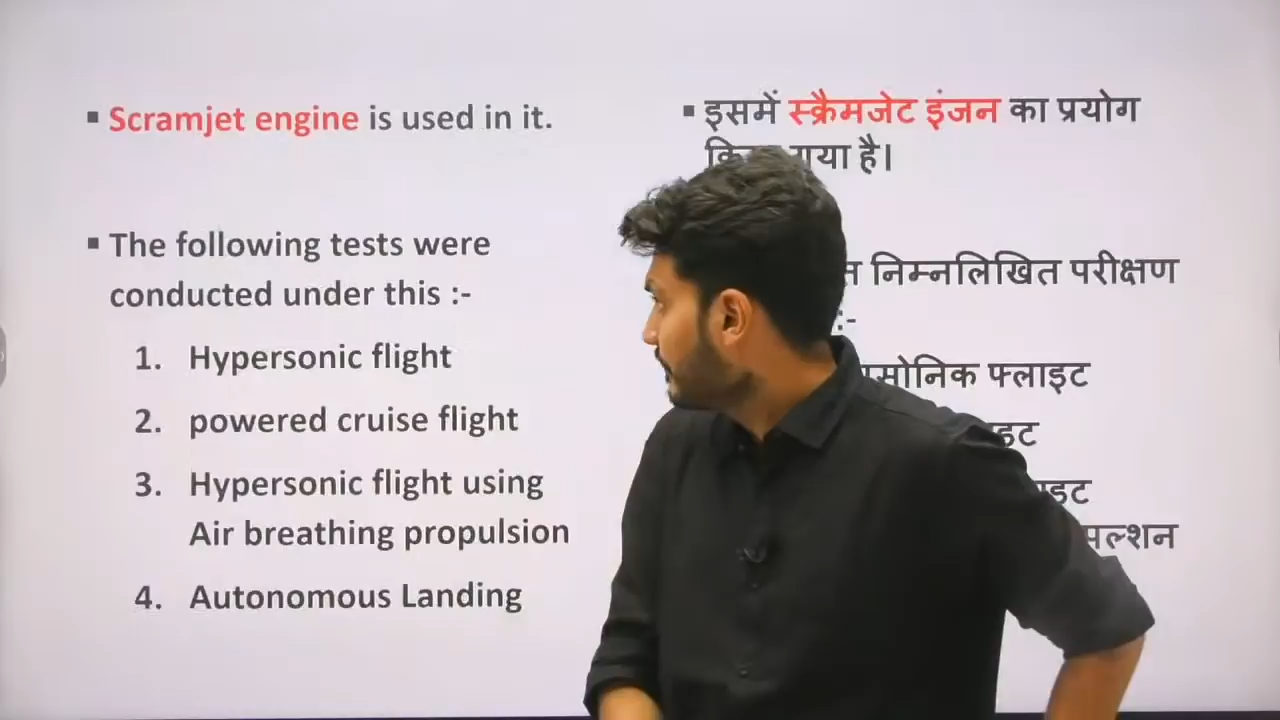 ▪ Scramjet engine is used in it.
▪ The following tests were
conducted under this :-
1. Hypersonic flight
2. powered cruise flight
3. Hypersonic flight using
Air breathing propulsion
4. Autonomous Landing
▪ इसमें स्क्रैमजेट इंजन का प्रयोग
है।
निम्नलिखित परीक्षण
:-
फ्लाइट